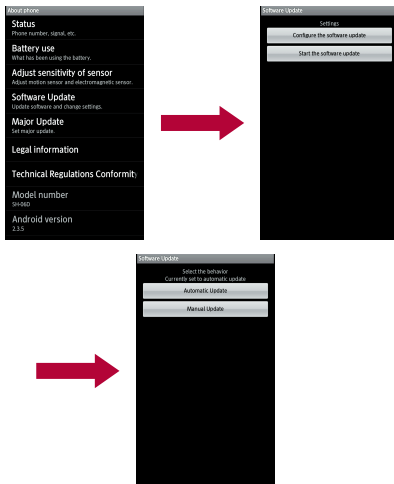 About phone
Status
Phone number, signal, etc.
Battery use
What has been using the battery.
Adjust sensitivity of sensor
Adjust motion sensor and electromagnetic sensor.
Software Update
Update software and change settings.
Major Update
Set major update.
Legal information
Technical Regulations Conformity
Model number
SH-06D
Android version
2.3.5
Software Update
Settings
Configure the software update
Start the software update
Software Update
Select the behavior
Currently set to automatic update
Automatic Update
Manual Update